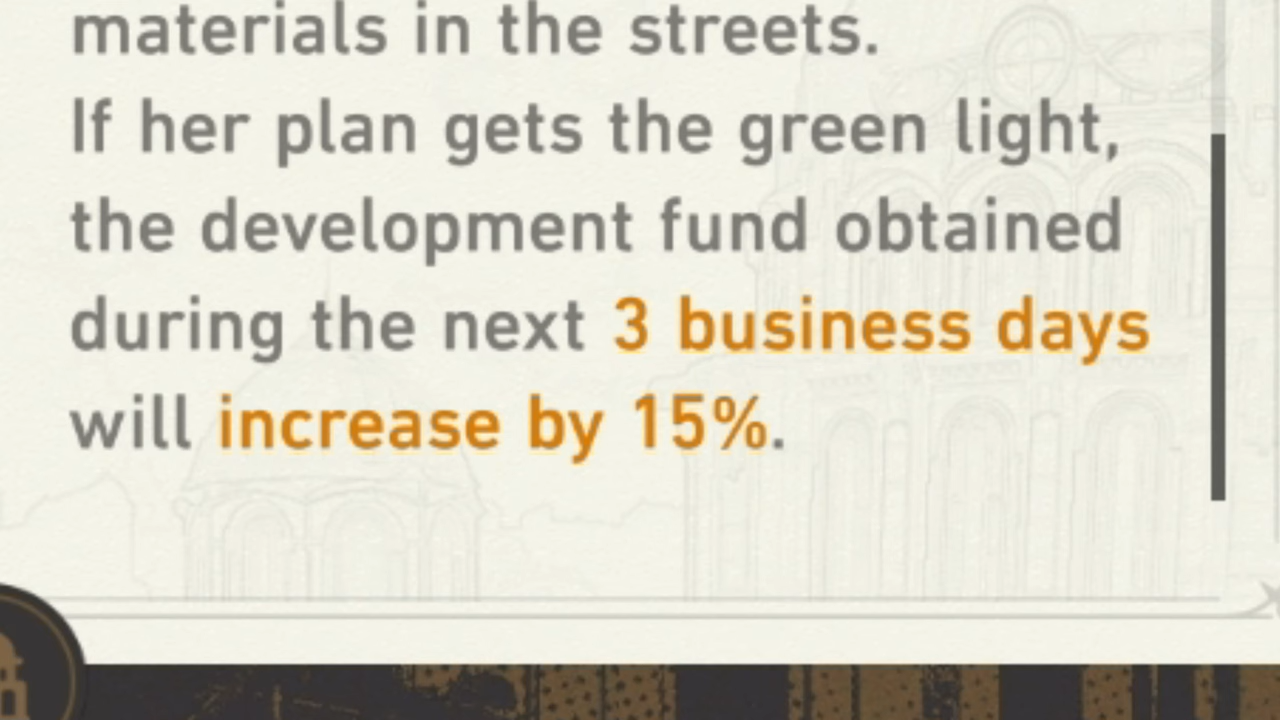 materials in the streets.
If her plan gets the green light,
the development fund obtained
during the next 3 business days
will increase by 15%.